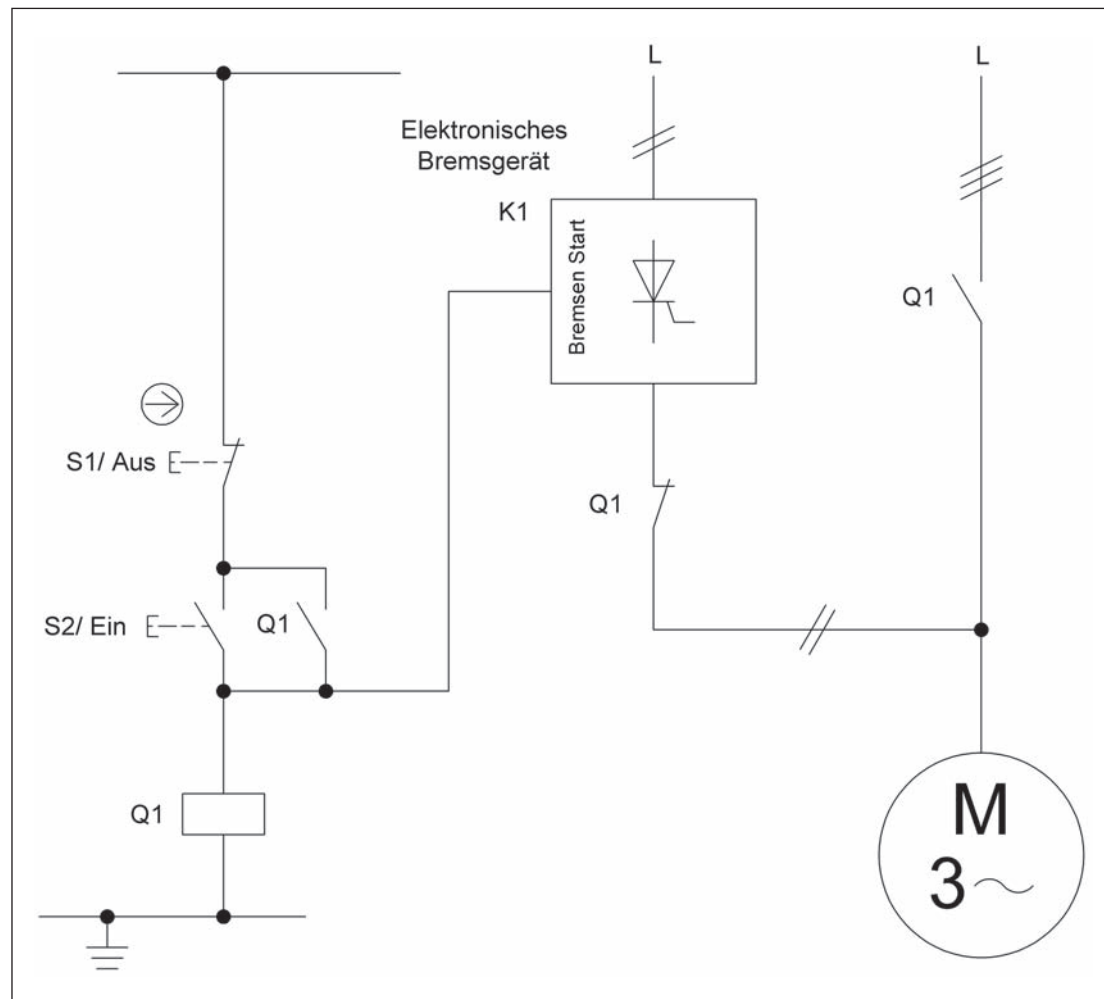 L
L
Elektronisches
Bremsgerät
K1
Bremsen Start
Q1
S1/ Aus
Q1
S2/ Ein
Q1
Q1
M
3~